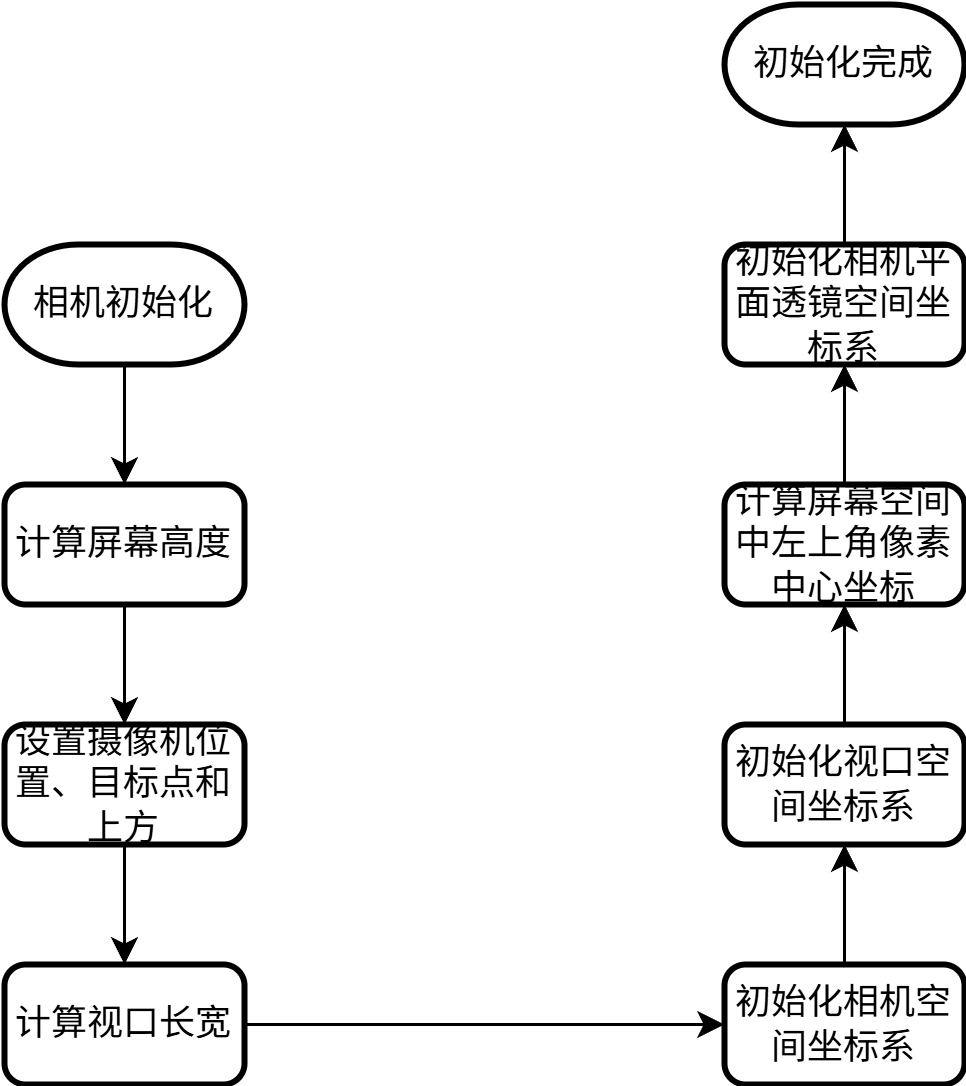 相机初始化
计算屏幕高度
设置摄像机位
置、目标点和
上方
计算视口长宽
初始化相机空
间坐标系
初始化视口空
间坐标系
计算屏幕空间
中左上角像素
中心坐标
初始化相机平
面透镜空间坐
标系
初始化完成